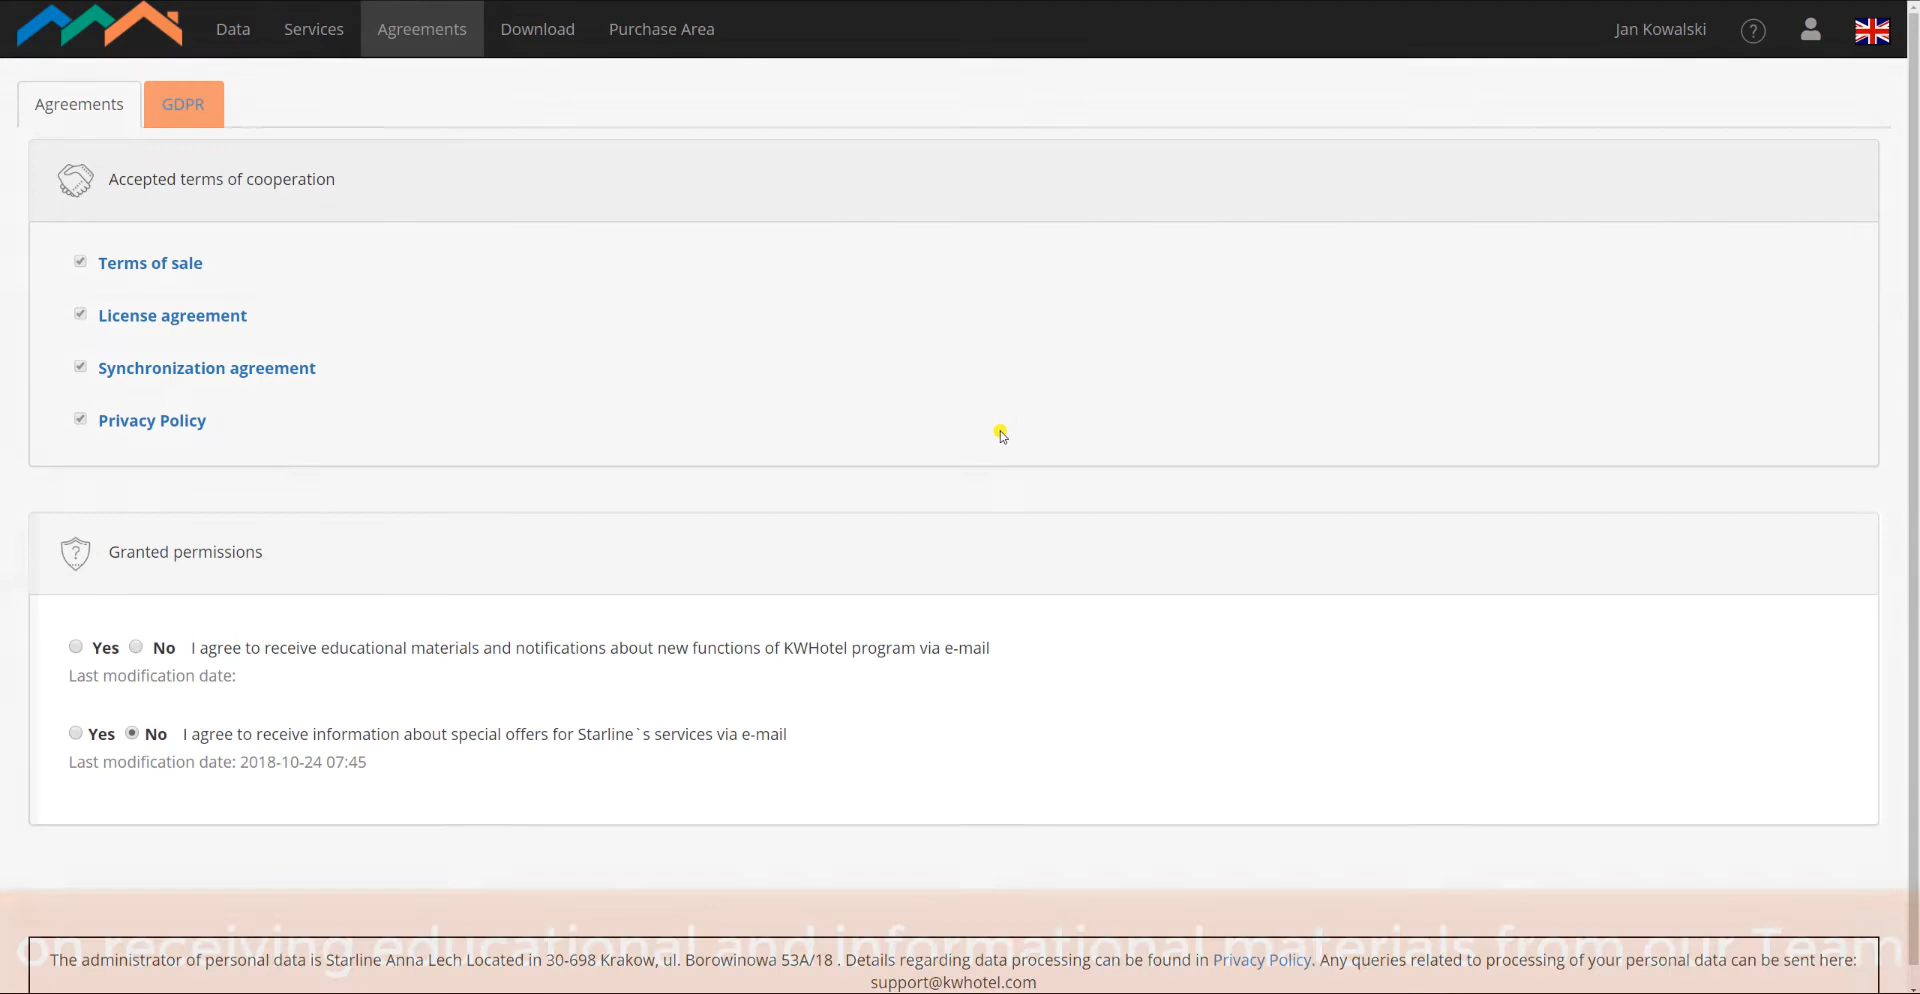 Data Services Agreements Download Purchase Area Jan Kowalski ?
Agreements GDPR
Accepted terms of cooperation
Terms of sale
License agreement
Synchronization agreement
Privacy Policy
? Granted permissions
Yes No I agree to receive educational materials and notifications about new functions of KWHotel program via e-mail
Last modification date:
Yes No I agree to receive information about special offers for Starline`s services via e-mail
Last modification date: 2018-10-24 07:45
on receiving educational and informational materials from our Team
The administrator of personal data is Starline Anna Lech Located in 30-698 Krakow, ul. Borowinowa 53A/18 . Details regarding data processing can be found in Privacy Policy. Any queries related to processing of your personal data can be sent here:
support@kwhotel.com